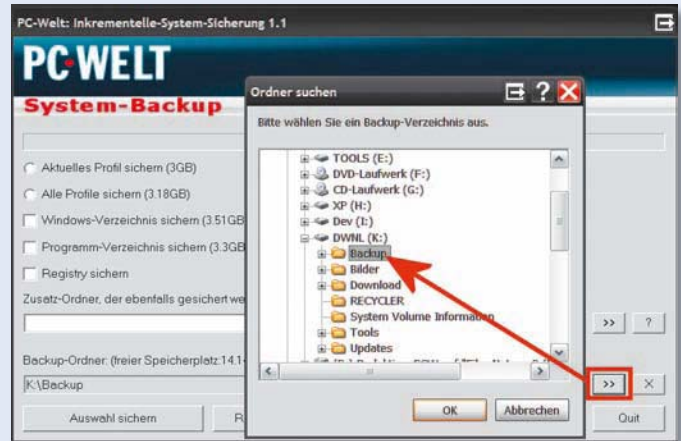 PC-Welt: Inkrementelle-System-Sicherung 1.1
PC WELT
System-Backup
Aktuelles Profil sichern (3GB)
Alle Profile sichern (3.18GB)
Windows-Verzeichnis sichern (3.51GB
Programm-Verzeichnis sichern (3.3GB
Registry sichern
Zusatz-Ordner, der ebenfalls gesichert we
>> ?
Backup-Ordner: (freier Speicherplatz:14.1
K:\Backup
>> X
Auswahl sichern
R
Quit
Ordner suchen
?
Bitte wählen Sie ein Backup-Verzeichnis aus.
TOOLS (E:)
DVD-Laufwerk (F:)
CD-Laufwerk (G:)
XP (H:)
Dev (I:)
DWNL (K:)
Backup
Bilder
Download
RECYCLER
System Volume Information
Tools
Updates
OK
Abbrechen